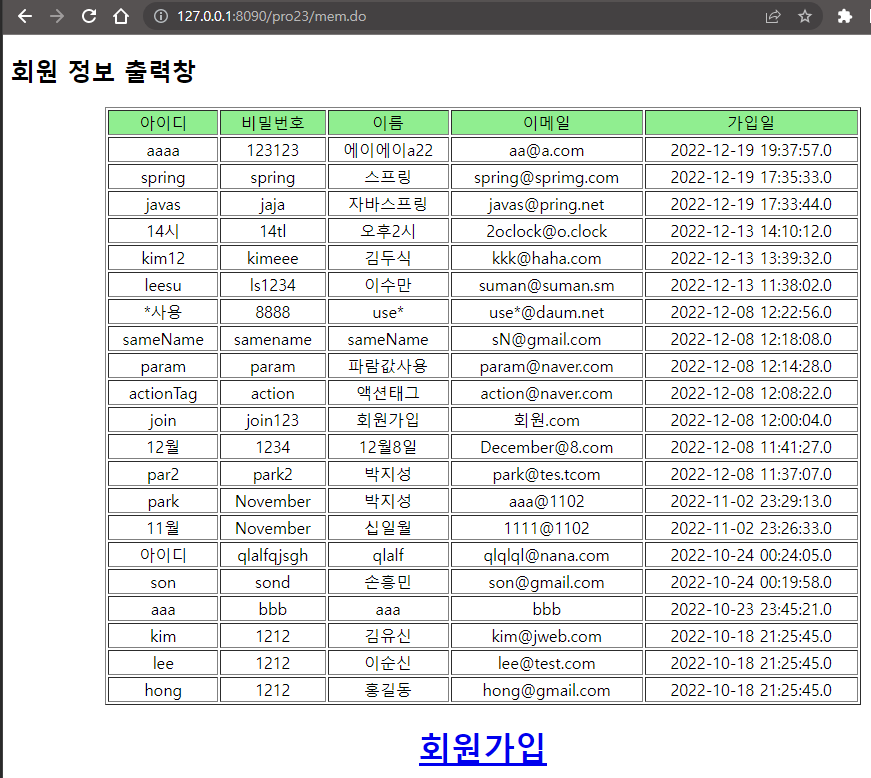 127.0.0.1:8090/pro23/mem.do
회원 정보 출력창
아이디 비밀번호 이름 이메일 가입일
aaaa 123123 에이에이a22 aa@a.com 2022-12-19 19:37:57.0
spring spring 스프링 spring@sprimg.com 2022-12-19 17:35:33.0
javas jaja 자바스프링 javas@pring.net 2022-12-19 17:33:44.0
14시 14tl 오후2시 2oclock@o.clock 2022-12-13 14:10:12.0
kim12 kimeee 김두식 kkk@haha.com 2022-12-13 13:39:32.0
leesu ls1234 이수만 suman@suman.sm 2022-12-13 11:38:02.0
*사용 8888 use* use*@daum.net 2022-12-08 12:22:56.0
sameName samename sameName sN@gmail.com 2022-12-08 12:18:08.0
param param 파람값사용 param@naver.com 2022-12-08 12:14:28.0
actionTag action 액션태그 action@naver.com 2022-12-08 12:08:22.0
join join123 회원가입 회원.com 2022-12-08 12:00:04.0
12월 1234 12월8일 December@8.com 2022-12-08 11:41:27.0
par2 park2 박지성 park@tes.tcom 2022-12-08 11:37:07.0
park November 박지성 aaa@1102 2022-11-02 23:29:13.0
11월 November 십일월 1111@1102 2022-11-02 23:26:33.0
아이디 qlalfqjsgh qlalf qlqlql@nana.com 2022-10-24 00:24:05.0
son sond 손흥민 son@gmail.com 2022-10-24 00:19:58.0
aaa bbb aaa bbb 2022-10-23 23:45:21.0
kim 1212 김유신 kim@jweb.com 2022-10-18 21:25:45.0
lee 1212 이순신 lee@test.com 2022-10-18 21:25:45.0
hong 1212 홍길동 hong@gmail.com 2022-10-18 21:25:45.0
회원가입